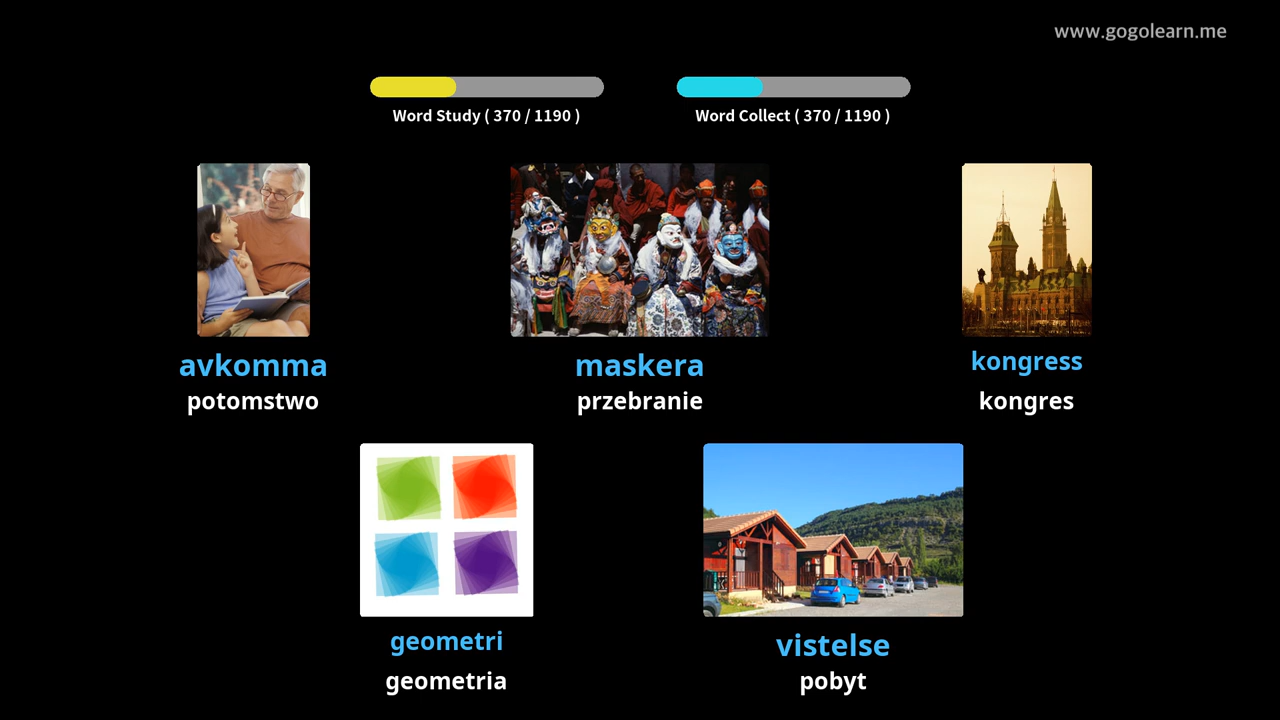 www.gogolearn.me
Word Study ( 370 / 1190 )
Word Collect ( 370 / 1190 )
avkomma
potomstwo
maskera
przebranie
kongress
kongres
geometri
geometria
vistelse
pobyt